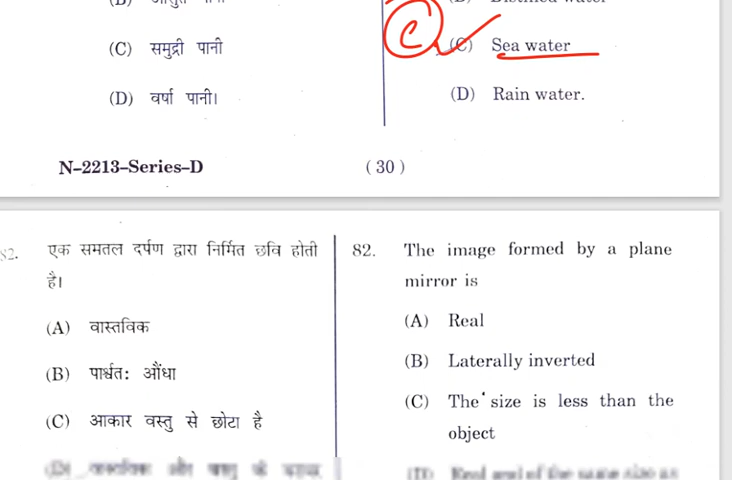 (C) समुद्री पानी
(D) वर्षा पानी।
C
(C) Sea water
(D) Rain water.
N–2213–Series–D
( 30 )
82. एक समतल दर्पण द्वारा निर्मित छवि होती
है।
(A) वास्तविक
(B) पार्श्वत: औंधा
(C) आकार वस्तु से छोटा है
82. The image formed by a plane
mirror is
(A) Real
(B) Laterally inverted
(C) The size is less than the
object